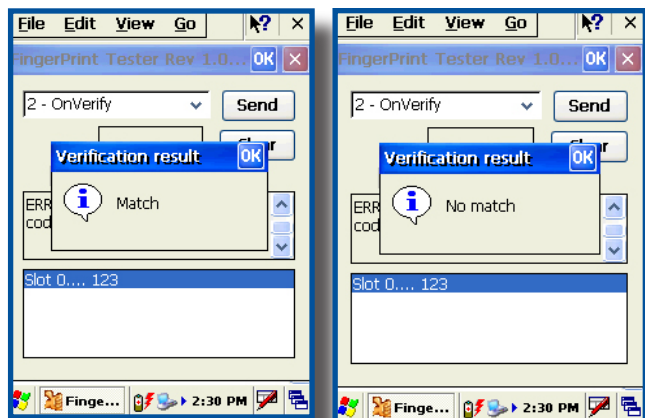 File Edit View Go ? ×
FingerPrint Tester Rev 1.0... OK ×
2 - OnVerify Send
Verification result OK
Match
ERR
cod
Slot 0.... 123
Finge... 2:30 PM
File Edit View Go ? ×
FingerPrint Tester Rev 1.0... OK ×
2 - OnVerify Send
Verification result OK
No match
ERR
cod
Slot 0.... 123
Finge... 2:30 PM